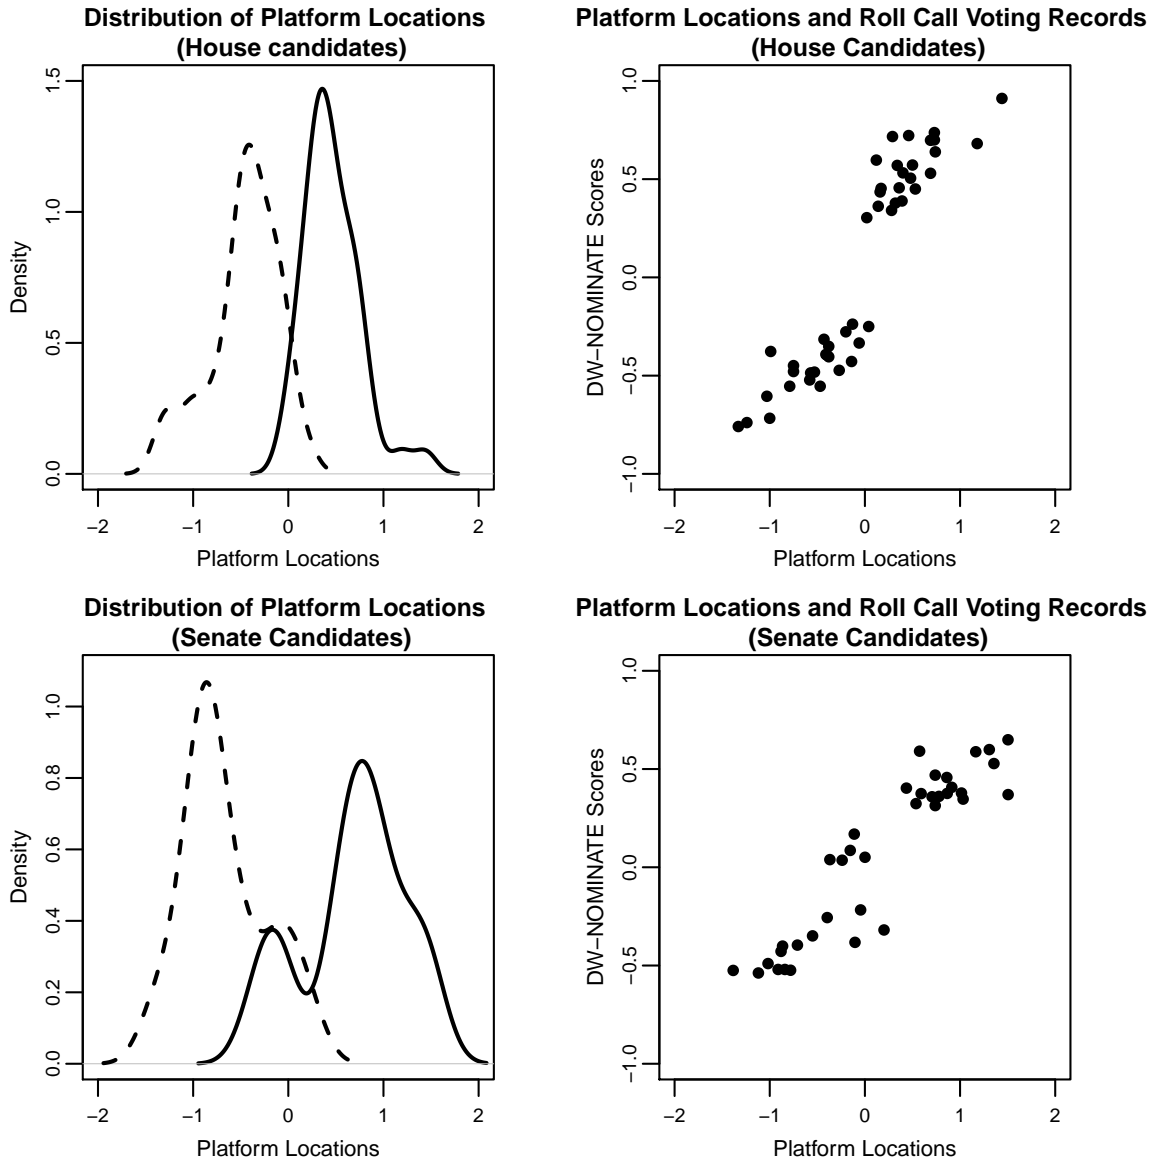 Distribution of Platform Locations
(House candidates)
1.5
1.0
0.5
0.0
Density
−2 −1 0 1 2
Platform Locations
Platform Locations and Roll Call Voting Records
(House Candidates)
1.0
0.5
0.0
−0.5
−1.0
DW−NOMINATE Scores
−2 −1 0 1 2
Platform Locations
Distribution of Platform Locations
(Senate Candidates)
1.0
0.8
0.6
0.4
0.2
0.0
Density
−2 −1 0 1 2
Platform Locations
Platform Locations and Roll Call Voting Records
(Senate Candidates)
1.0
0.5
0.0
−0.5
−1.0
DW−NOMINATE Scores
−2 −1 0 1 2
Platform Locations